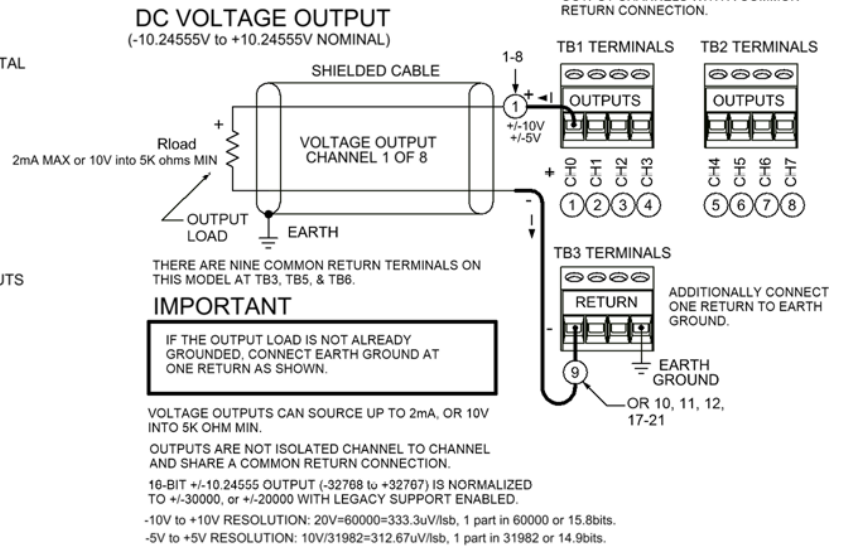 OUTPUT CHANNELS WITH A COMMON
RETURN CONNECTION.
DC VOLTAGE OUTPUT
(-10.24555V to +10.24555V NOMINAL)
TAL
SHIELDED CABLE
1-8
TB1 TERMINALS
TB2 TERMINALS
OUTPUTS
OUTPUTS
1
+
I
+/-10V
+/-5V
+
Rload
2mA MAX or 10V into 5K ohms MIN
VOLTAGE OUTPUT
CHANNEL 1 OF 8
+
CH0
CH1
CH2
CH3
CH4
CH5
CH6
CH7
1
2
3
4
5
6
7
8
-
I
OUTPUT
LOAD
EARTH
TB3 TERMINALS
THERE ARE NINE COMMON RETURN TERMINALS ON
THIS MODEL AT TB3, TB5, & TB6.
UTS
RETURN
ADDITIONALLY CONNECT
ONE RETURN TO EARTH
GROUND.
IMPORTANT
IF THE OUTPUT LOAD IS NOT ALREADY
GROUNDED, CONNECT EARTH GROUND AT
ONE RETURN AS SHOWN.
-
9
EARTH
GROUND
OR 10, 11, 12,
17-21
VOLTAGE OUTPUTS CAN SOURCE UP TO 2mA, OR 10V
INTO 5K OHM MIN.
OUTPUTS ARE NOT ISOLATED CHANNEL TO CHANNEL
AND SHARE A COMMON RETURN CONNECTION.
16-BIT +/-10.24555 OUTPUT (-32768 to +32767) IS NORMALIZED
TO +/-30000, or +/-20000 WITH LEGACY SUPPORT ENABLED.
-10V to +10V RESOLUTION: 20V=60000=333.3uV/lsb, 1 part in 60000 or 15.8bits.
-5V to +5V RESOLUTION: 10V/31982=312.67uV/lsb, 1 part in 31982 or 14.9bits.